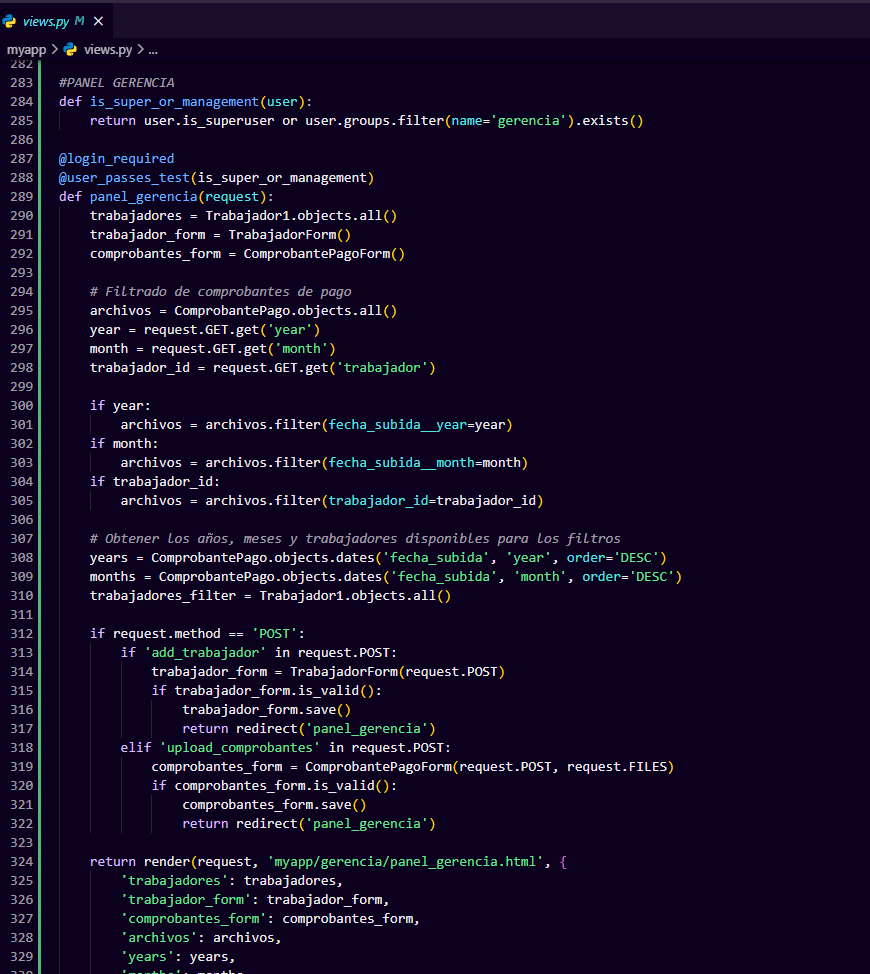 views.py M ×
myapp > views.py > ...
282
283 #PANEL GERENCIA
284 def is_super_or_management(user):
285     return user.is_superuser or user.groups.filter(name='gerencia').exists()
286
287 @login_required
288 @user_passes_test(is_super_or_management)
289 def panel_gerencia(request):
290     trabajadores = Trabajador1.objects.all()
291     trabajador_form = TrabajadorForm()
292     comprobantes_form = ComprobantePagoForm()
293
294     # Filtrado de comprobantes de pago
295     archivos = ComprobantePago.objects.all()
296     year = request.GET.get('year')
297     month = request.GET.get('month')
298     trabajador_id = request.GET.get('trabajador')
299
300     if year:
301         archivos = archivos.filter(fecha_subida__year=year)
302     if month:
303         archivos = archivos.filter(fecha_subida__month=month)
304     if trabajador_id:
305         archivos = archivos.filter(trabajador_id=trabajador_id)
306
307     # Obtener los años, meses y trabajadores disponibles para los filtros
308     years = ComprobantePago.objects.dates('fecha_subida', 'year', order='DESC')
309     months = ComprobantePago.objects.dates('fecha_subida', 'month', order='DESC')
310     trabajadores_filter = Trabajador1.objects.all()
311
312     if request.method == 'POST':
313         if 'add_trabajador' in request.POST:
314             trabajador_form = TrabajadorForm(request.POST)
315             if trabajador_form.is_valid():
316                 trabajador_form.save()
317                 return redirect('panel_gerencia')
318         elif 'upload_comprobantes' in request.POST:
319             comprobantes_form = ComprobantePagoForm(request.POST, request.FILES)
320             if comprobantes_form.is_valid():
321                 comprobantes_form.save()
322                 return redirect('panel_gerencia')
323
324     return render(request, 'myapp/gerencia/panel_gerencia.html', {
325         'trabajadores': trabajadores,
326         'trabajador_form': trabajador_form,
327         'comprobantes_form': comprobantes_form,
328         'archivos': archivos,
329         'years': years,